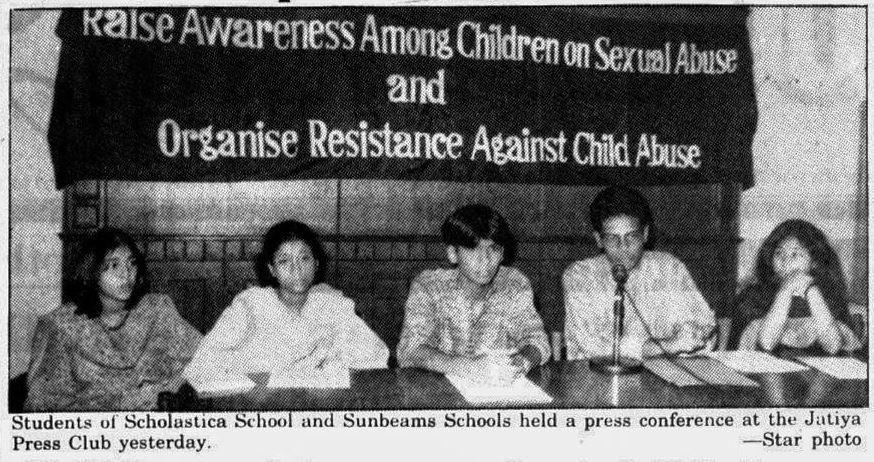 Raise Awareness Among Children on Sexual Abuse
and
Organise Resistance Against Child Abuse
Students of Scholastica School and Sunbeams Schools held a press conference at the Jatiya
Press Club yesterday. —Star photo